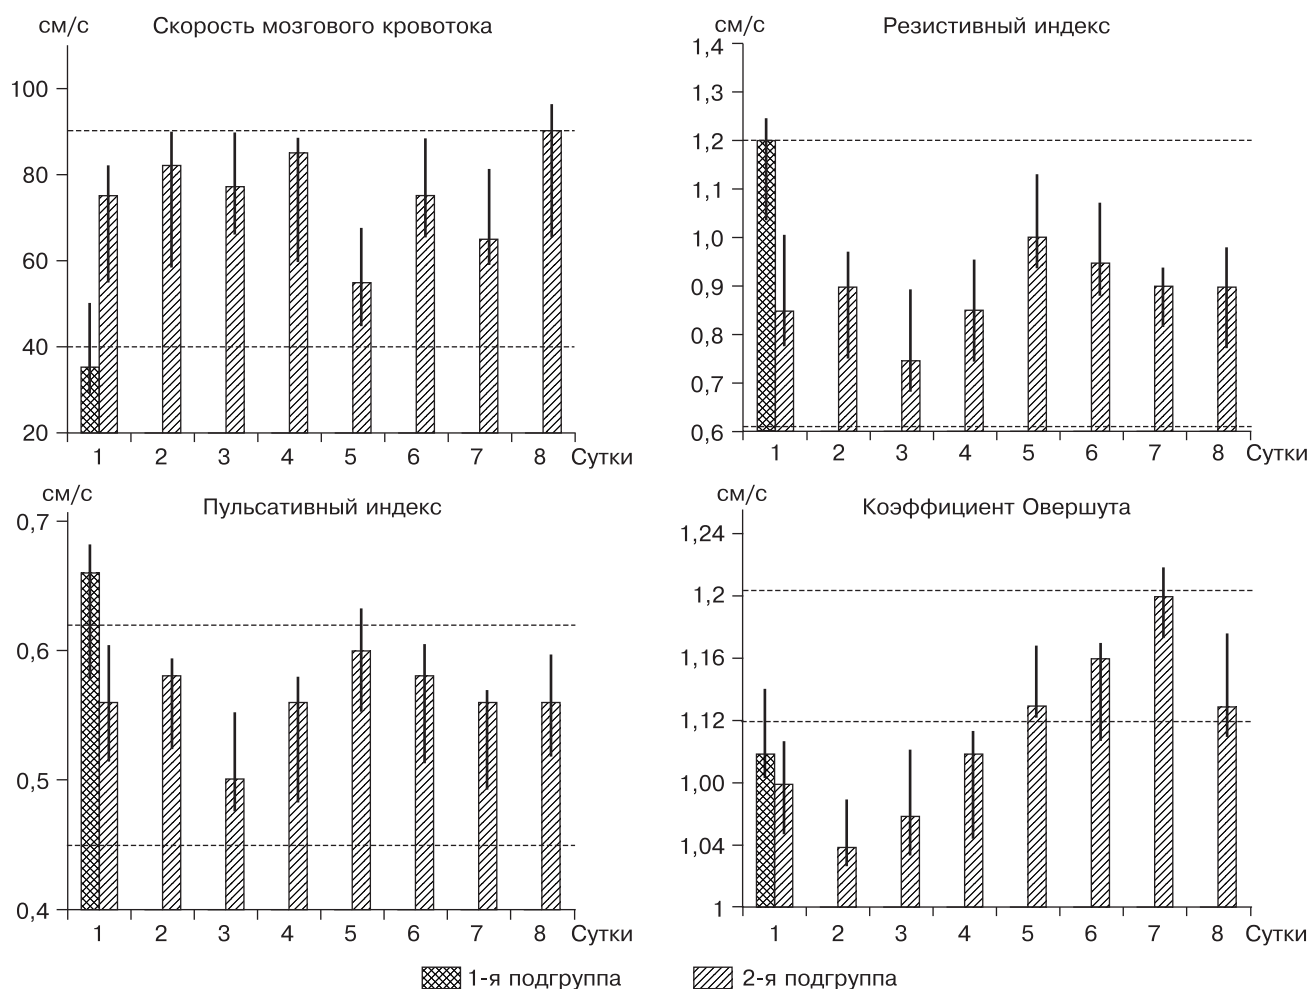 см/с
Скорость мозгового кровотока
100
80
60
40
20
1 2 3 4 5 6 7 8 Сутки
см/с
Резистивный индекс
1,4
1,3
1,2
1,1
1,0
0,9
0,8
0,7
0,6
1 2 3 4 5 6 7 8 Сутки
см/с
Пульсативный индекс
0,7
0,6
0,5
0,4
1 2 3 4 5 6 7 8 Сутки
см/с
Коэффициент Овершута
1,24
1,2
1,16
1,12
1,00
1,04
1
1 2 3 4 5 6 7 8 Сутки
1-я подгруппа
2-я подгруппа